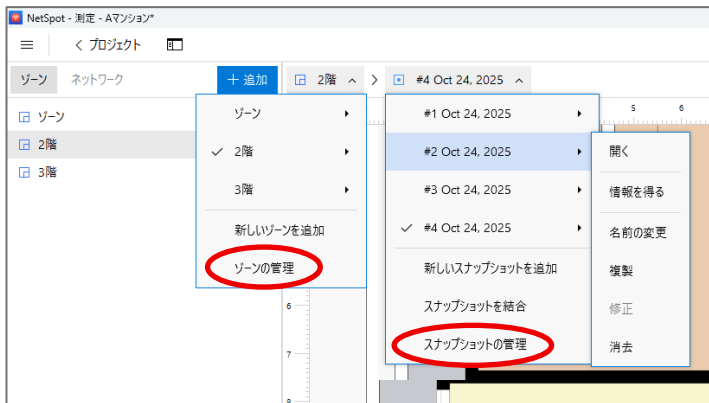 NetSpot - 測定 - Aマンション*
プロジェクト
ゾーン ネットワーク + 追加 2階 #4 Oct 24, 2025
ゾーン
2階
3階
ゾーン
2階
3階
新しいゾーンを追加
ゾーンの管理
#1 Oct 24, 2025
#2 Oct 24, 2025
#3 Oct 24, 2025
#4 Oct 24, 2025
新しいスナップショットを追加
スナップショットを結合
スナップショットの管理
開く
情報を得る
名前の変更
複製
修正
消去
5 6
6
7
8